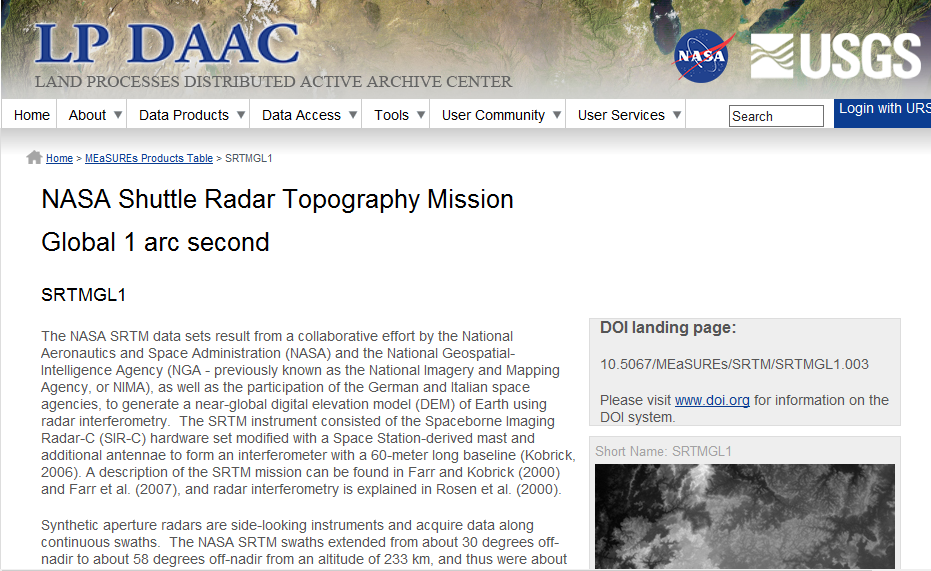 LP DAAC
LAND PROCESSES DISTRIBUTED ACTIVE ARCHIVE CENTER
NASA
USGS
Home About Data Products Data Access Tools User Community User Services Search Login with URS
Home > MEaSUREs Products Table > SRTMGL1
NASA Shuttle Radar Topography Mission
Global 1 arc second
SRTMGL1
The NASA SRTM data sets result from a collaborative effort by the National
Aeronautics and Space Administration (NASA) and the National Geospatial-
Intelligence Agency (NGA - previously known as the National Imagery and Mapping
Agency, or NIMA), as well as the participation of the German and Italian space
agencies, to generate a near-global digital elevation model (DEM) of Earth using
radar interferometry.  The SRTM instrument consisted of the Spaceborne Imaging
Radar-C (SIR-C) hardware set modified with a Space Station-derived mast and
additional antennae to form an interferometer with a 60-meter long baseline (Kobrick,
2006). A description of the SRTM mission can be found in Farr and Kobrick (2000)
and Farr et al. (2007), and radar interferometry is explained in Rosen et al. (2000).
Synthetic aperture radars are side-looking instruments and acquire data along
continuous swaths.  The NASA SRTM swaths extended from about 30 degrees off-
nadir to about 58 degrees off-nadir from an altitude of 233 km, and thus were about
DOI landing page:
10.5067/MEaSUREs/SRTM/SRTMGL1.003
Please visit www.doi.org for information on the
DOI system.
Short Name: SRTMGL1